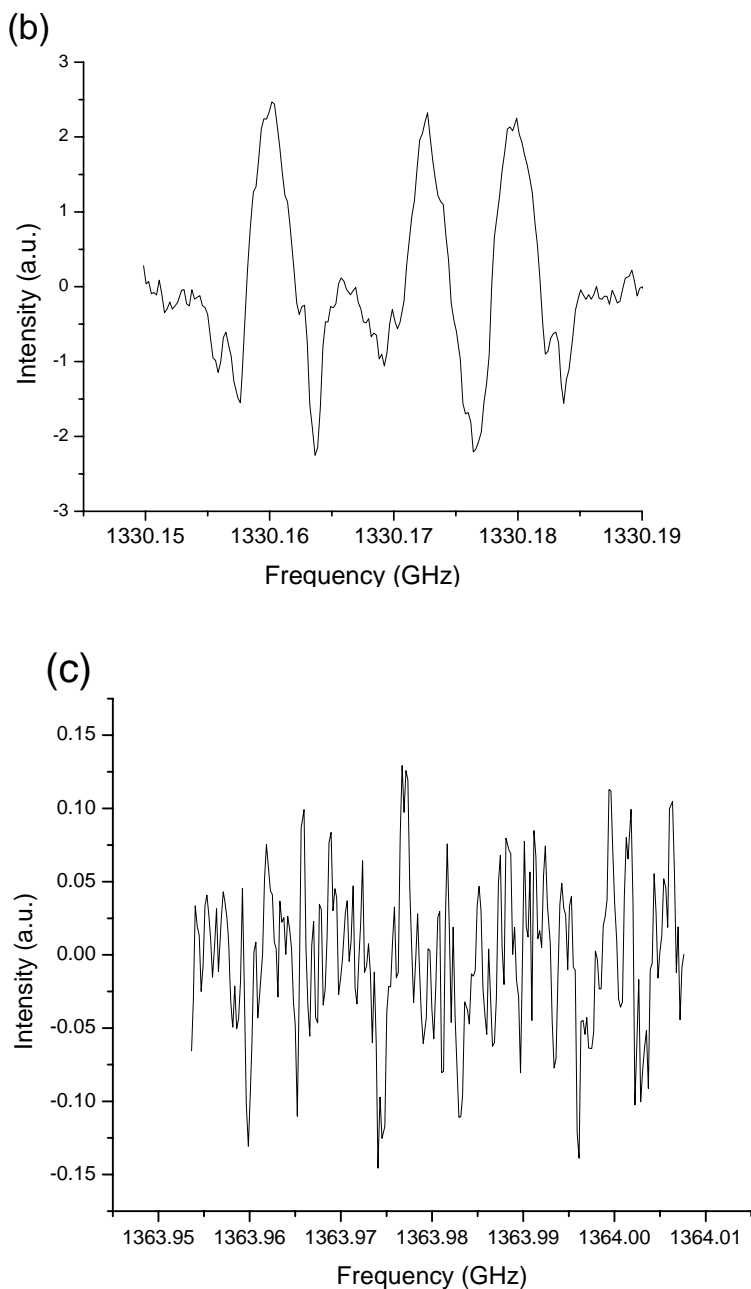 (b)
3
2
1
0
-1
-2
-3
Intensity (a.u.)
1330.15 1330.16 1330.17 1330.18 1330.19
Frequency (GHz)
(c)
0.15
0.10
0.05
0.00
-0.05
-0.10
-0.15
Intensity (a.u.)
1363.95 1363.96 1363.97 1363.98 1363.99 1364.00 1364.01
Frequency (GHz)